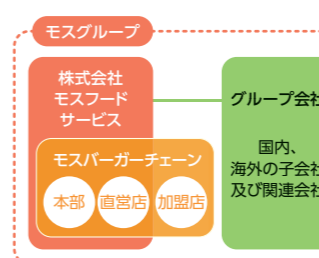 モスグループ
株式会社
モスフード
サービス
モスバーガーチェーン
本部
直営店
加盟店
グループ会社
国内、
海外の子会社
及び関連会社